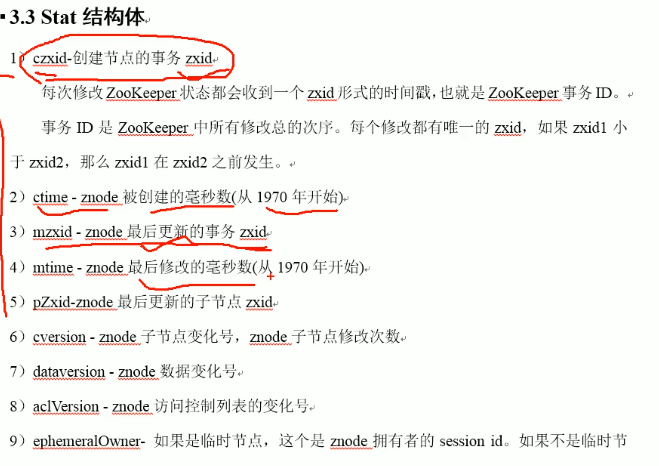 3.3 Stat 结构体
1）czxid-创建节点的事务 zxid
每次修改 ZooKeeper 状态都会收到一个 zxid 形式的时间戳，也就是 ZooKeeper 事务 ID。
事务 ID 是 ZooKeeper 中所有修改总的次序。每个修改都有唯一的 zxid，如果 zxid1 小
于 zxid2，那么 zxid1 在 zxid2 之前发生。
2）ctime - znode 被创建的毫秒数(从 1970 年开始)
3）mzxid - znode 最后更新的事务 zxid
4）mtime - znode 最后修改的毫秒数(从 1970 年开始)
5）pZxid-znode 最后更新的子节点 zxid
6）cversion - znode 子节点变化号，znode 子节点修改次数
7）dataversion - znode 数据变化号
8）aclVersion - znode 访问控制列表的变化号
9）ephemeralOwner- 如果是临时节点，这个是 znode 拥有者的 session id。如果不是临时节